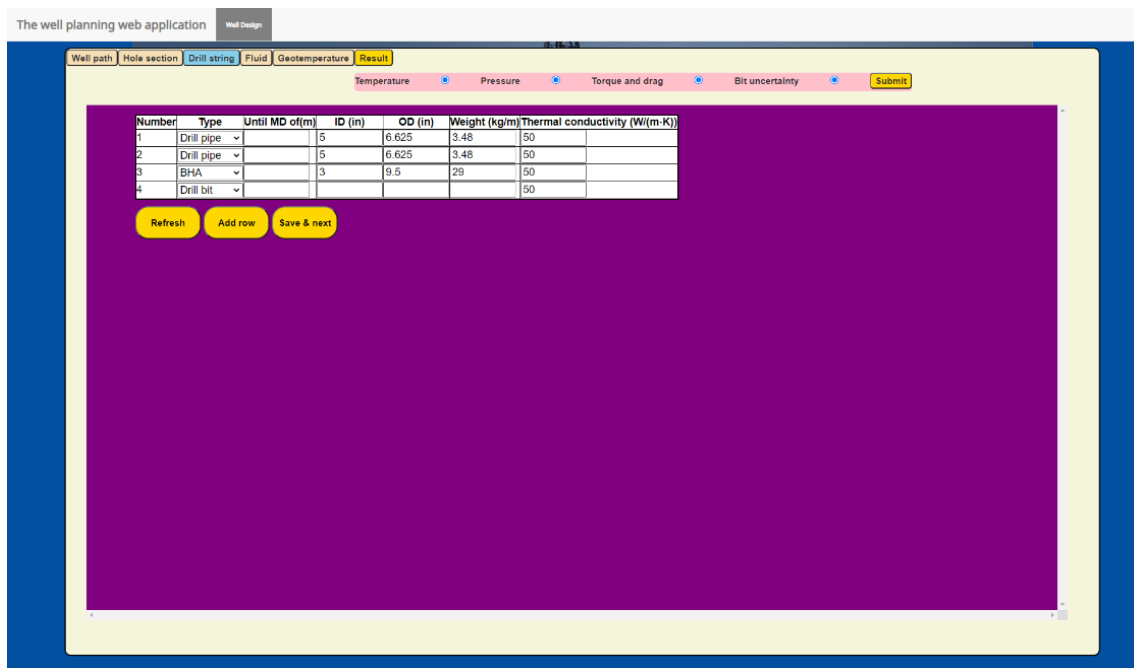 The well planning web application Well Design
Well path Hole section Drill string Fluid Geotemperature Result
Temperature Pressure Torque and drag Bit uncertainty Submit
Number Type Until MD of(m) ID (in) OD (in) Weight (kg/m) Thermal conductivity (W/(m·K))
1 Drill pipe 5 6.625 3.48 50
2 Drill pipe 5 6.625 3.48 50
3 BHA 3 9.5 29 50
4 Drill bit 50
Refresh Add row Save & next